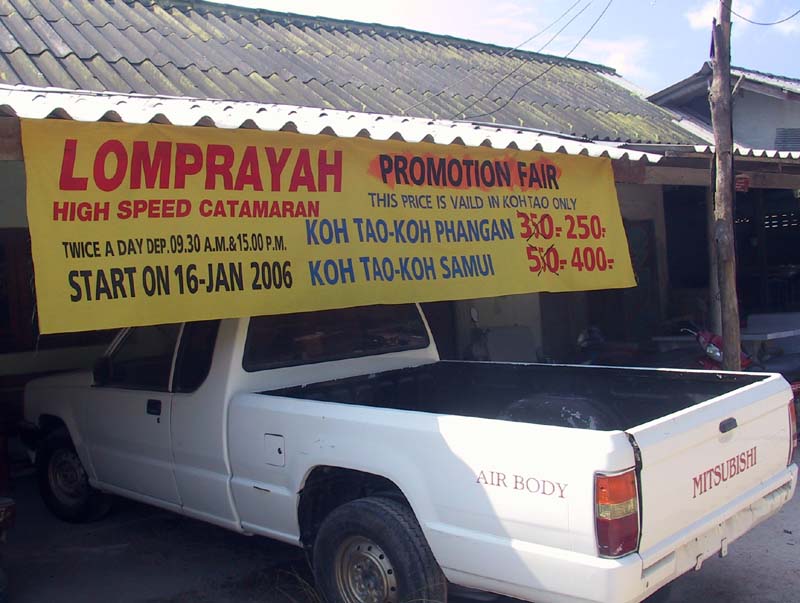 LOMPRAYAH
HIGH SPEED CATAMARAN
TWICE A DAY DEP.09.30 A.M.&15.00 P.M.
START ON 16-JAN 2006
PROMOTION FAIR
THIS PRICE IS VAILD IN KOH TAO ONLY
KOH TAO-KOH PHANGAN 350.- 250.-
KOH TAO-KOH SAMUI 550.- 400.-
AIR BODY
MITSUBISHI